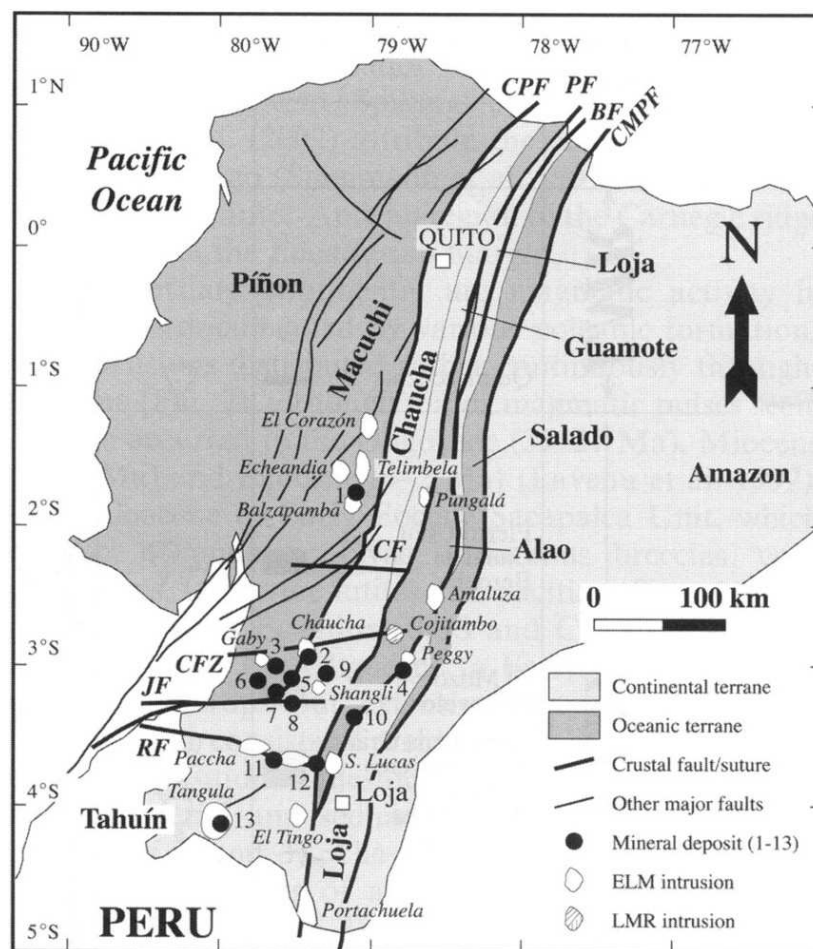 90°W 80°W 79°W 78°W 77°W
1°N
0°
1°S
2°S
3°S
4°S
5°S
CPF
PF
BF
CMPF
Pacific
Ocean
QUITO
N
Loja
Píñon
Macuchi
Guamote
Chaucha
El Corazón
Salado
Echeandia
Telimbela
Amazon
1
Balzapamba
Pungalá
CF
Alao
0 100 km
Amaluza
Chaucha
Cojitambo
Gaby
CFZ
3
2
9
Peggy
6
5
4
Shangli
JF
7
8
10
RF
Paccha
11
12
S. Lucas
Tangula
Loja
Tahuín
13
El Tingo
Loja
Portachuela
PERU
Continental terrane
Oceanic terrane
Crustal fault/suture
Other major faults
Mineral deposit (1-13)
ELM intrusion
LMR intrusion